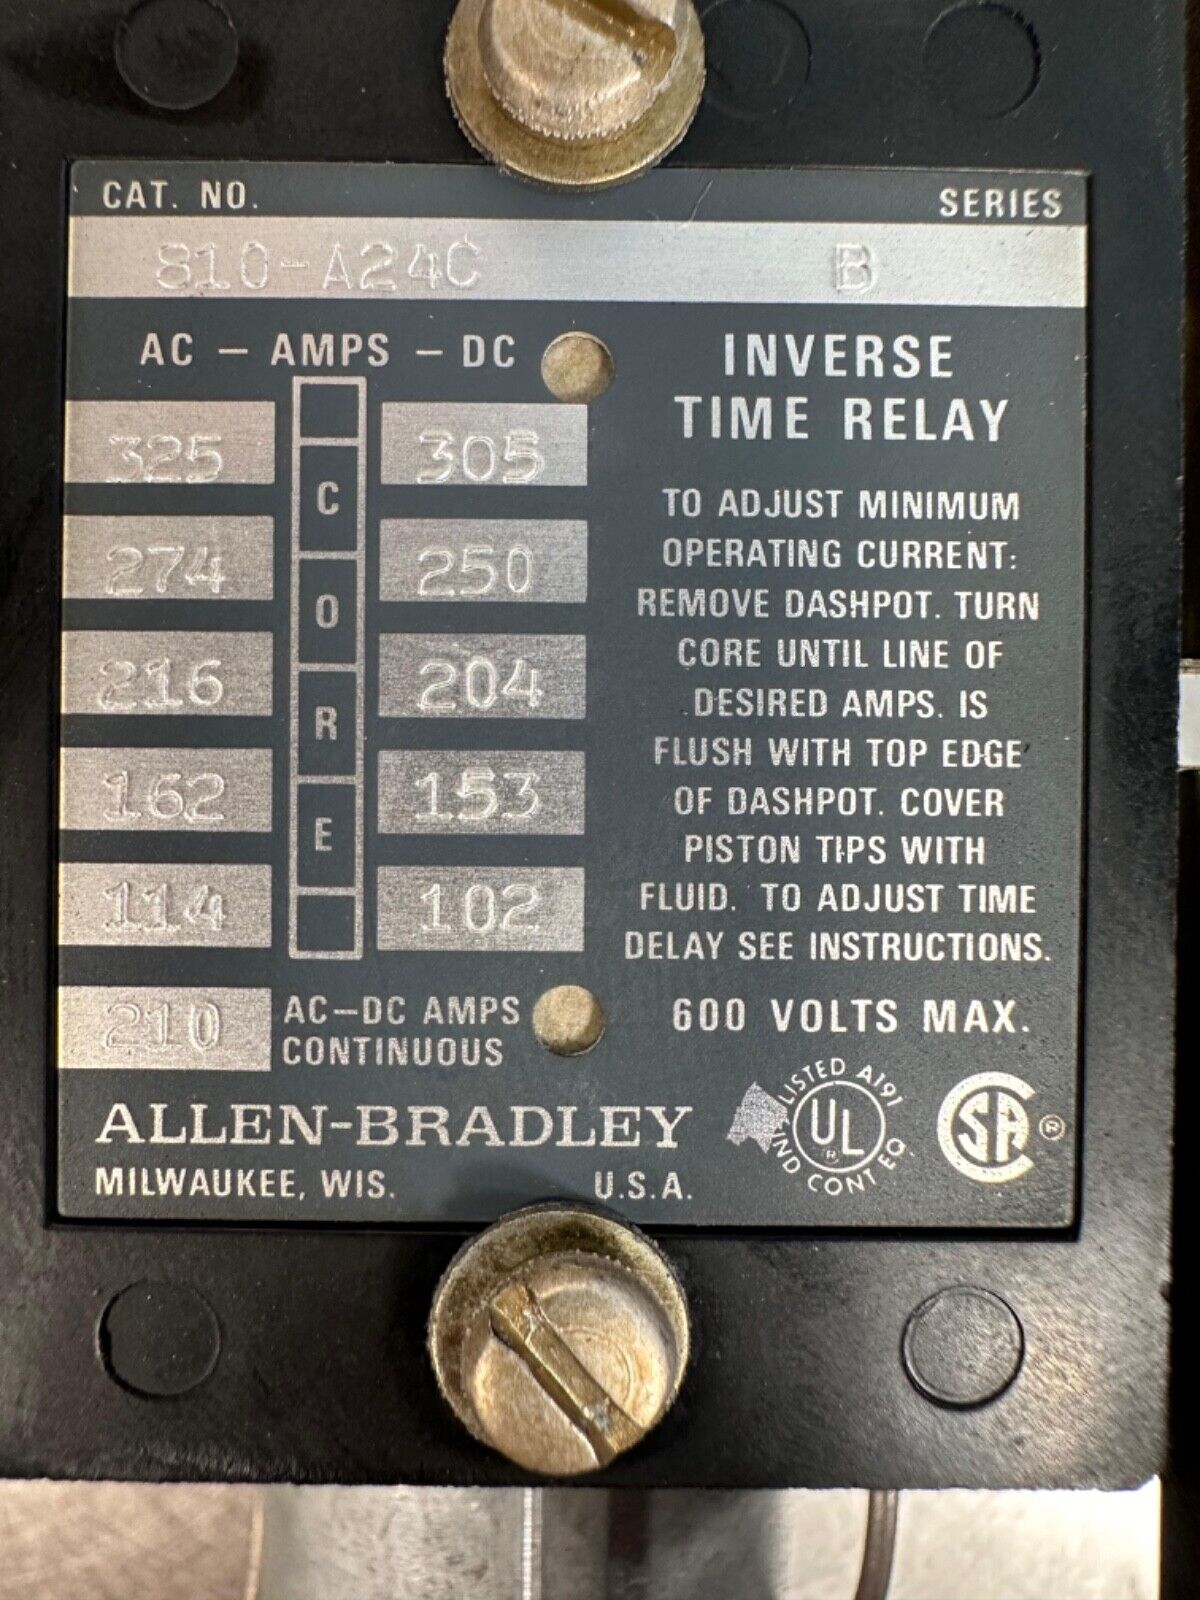 CAT. NO. SERIES
810-A24C B
AC – AMPS – DC
325 305
274 250
216 204
162 153
114 102
CORE
210 AC–DC AMPS CONTINUOUS
INVERSE
TIME RELAY
TO ADJUST MINIMUM
OPERATING CURRENT:
REMOVE DASHPOT. TURN
CORE UNTIL LINE OF
DESIRED AMPS. IS
FLUSH WITH TOP EDGE
OF DASHPOT. COVER
PISTON TIPS WITH
FLUID. TO ADJUST TIME
DELAY SEE INSTRUCTIONS.
600 VOLTS MAX.
ALLEN-BRADLEY
MILWAUKEE, WIS. U.S.A.
LISTED A191
UL ®
IND CONT EQ
CSA ®